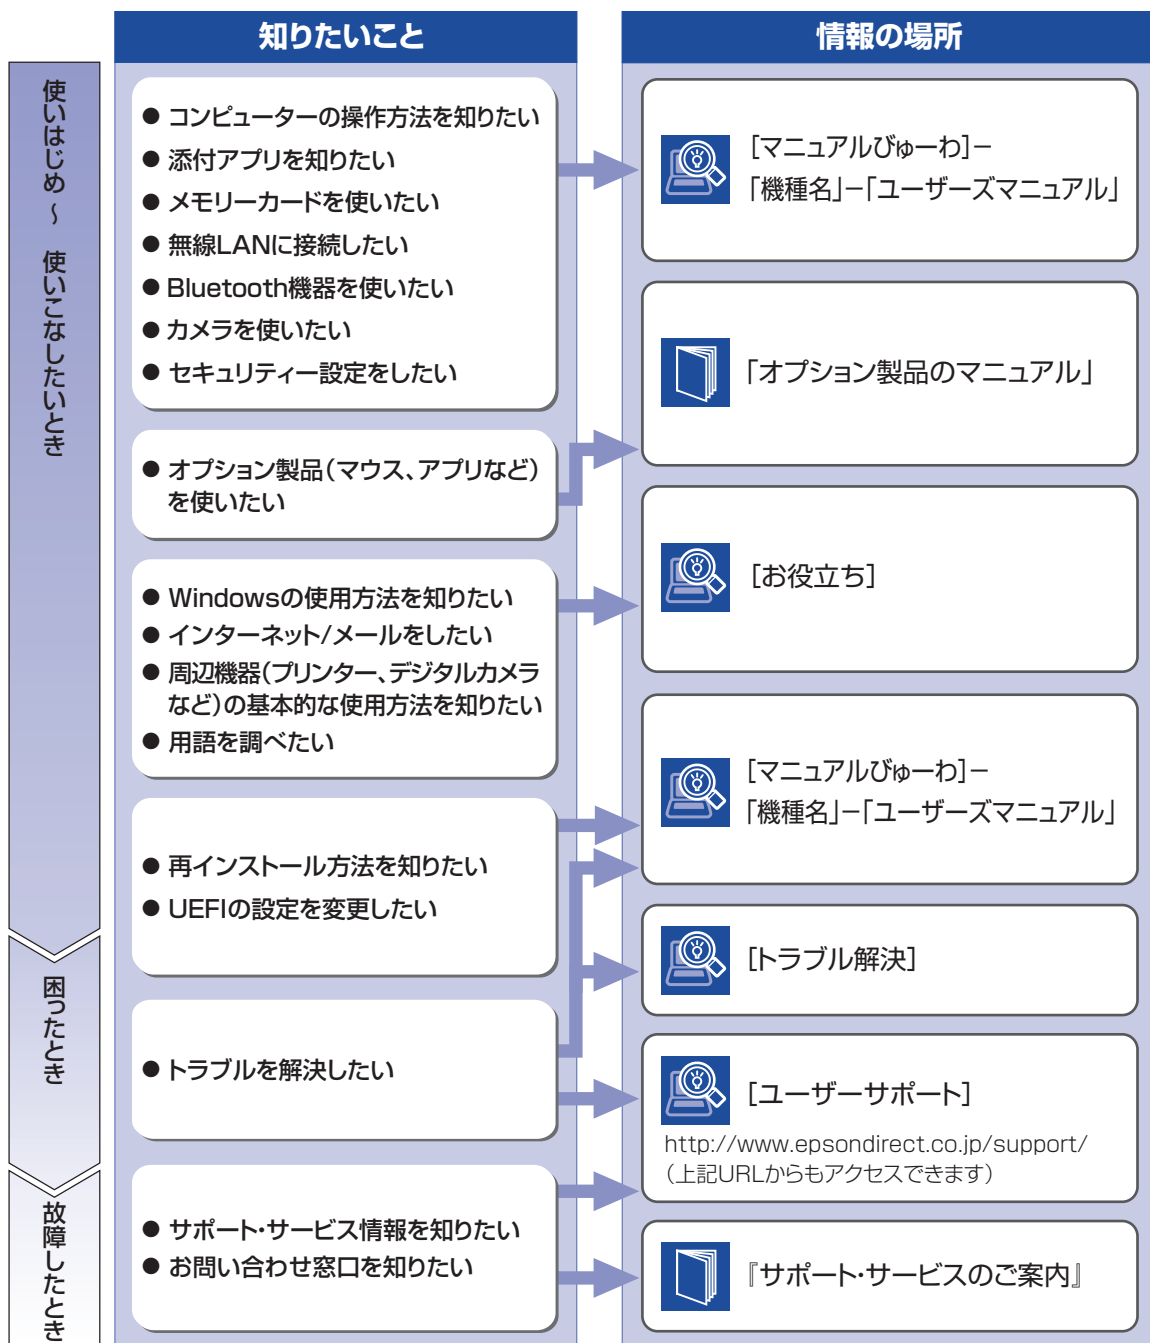 知りたいこと
情報の場所
使いはじめ ～ 使いこなしたいとき
● コンピューターの操作方法を知りたい
● 添付アプリを知りたい
● メモリーカードを使いたい
● 無線LANに接続したい
● Bluetooth機器を使いたい
● カメラを使いたい
● セキュリティー設定をしたい
● オプション製品（マウス、アプリなど）
を使いたい
● Windowsの使用方法を知りたい
● インターネット/メールをしたい
● 周辺機器（プリンター、デジタルカメラ
など）の基本的な使用方法を知りたい
● 用語を調べたい
● 再インストール方法を知りたい
● UEFIの設定を変更したい
困ったとき
● トラブルを解決したい
故障したとき
● サポート・サービス情報を知りたい
● お問い合わせ窓口を知りたい
［マニュアルびゅーわ］－
「機種名」－「ユーザーズマニュアル」
「オプション製品のマニュアル」
［お役立ち］
［マニュアルびゅーわ］－
「機種名」－「ユーザーズマニュアル」
［トラブル解決］
［ユーザーサポート］
http://www.epsondirect.co.jp/support/
（上記URLからもアクセスできます）
『サポート・サービスのご案内』